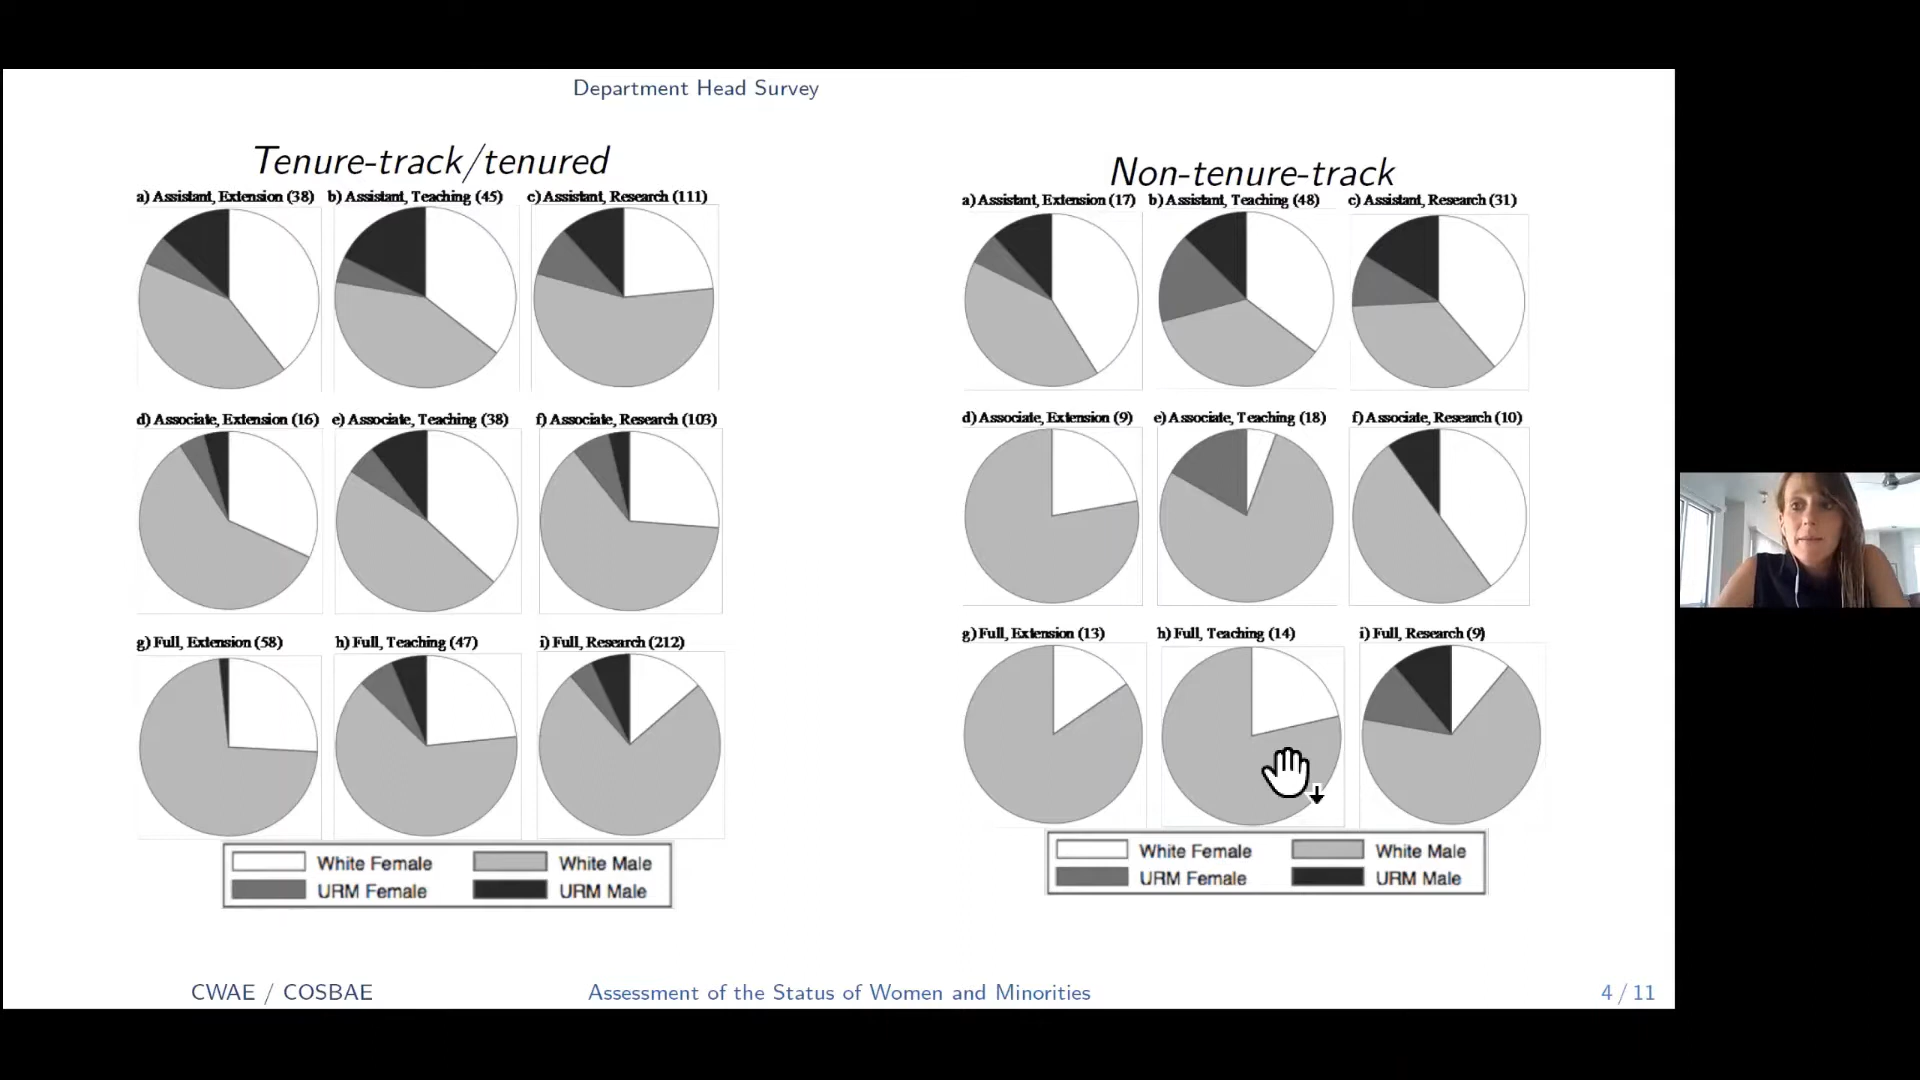 Department Head Survey
Tenure-track/tenured
a) Assistant, Extension (38) b) Assistant, Teaching (45) c) Assistant, Research (111)
d) Associate, Extension (16) e) Associate, Teaching (38) f) Associate, Research (103)
g) Full, Extension (58) h) Full, Teaching (47) i) Full, Research (212)
White Female White Male
URM Female URM Male
Non-tenure-track
a) Assistant, Extension (17) b) Assistant, Teaching (48) c) Assistant, Research (31)
d) Associate, Extension (9) e) Associate, Teaching (18) f) Associate, Research (10)
g) Full, Extension (13) h) Full, Teaching (14) i) Full, Research (9)
White Female White Male
URM Female URM Male
CWAE / COSBAE Assessment of the Status of Women and Minorities 4 / 11